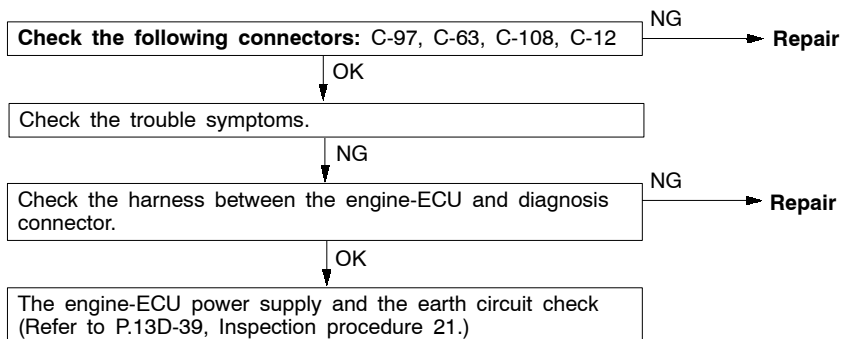 Check the following connectors: C-97, C-63, C-108, C-12
NG
Repair
OK
Check the trouble symptoms.
NG
Check the harness between the engine-ECU and diagnosis
connector.
NG
Repair
OK
The engine-ECU power supply and the earth circuit check
(Refer to P.13D-39, Inspection procedure 21.)